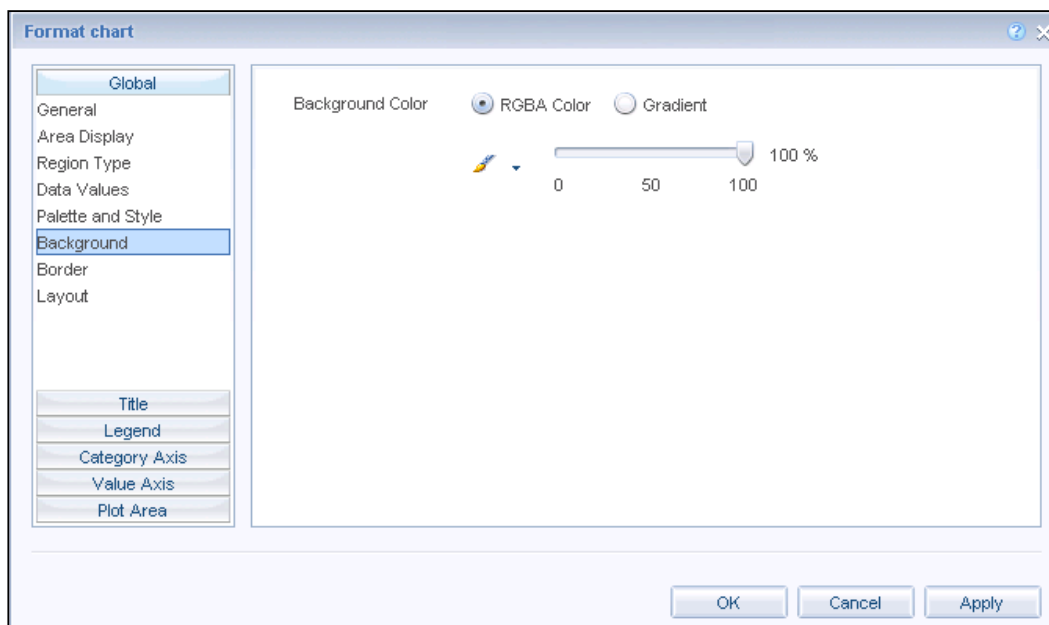 Format chart
Global
General
Area Display
Region Type
Data Values
Palette and Style
Background
Border
Layout
Title
Legend
Category Axis
Value Axis
Plot Area
Background Color RGBA Color Gradient
100 %
0 50 100
OK Cancel Apply